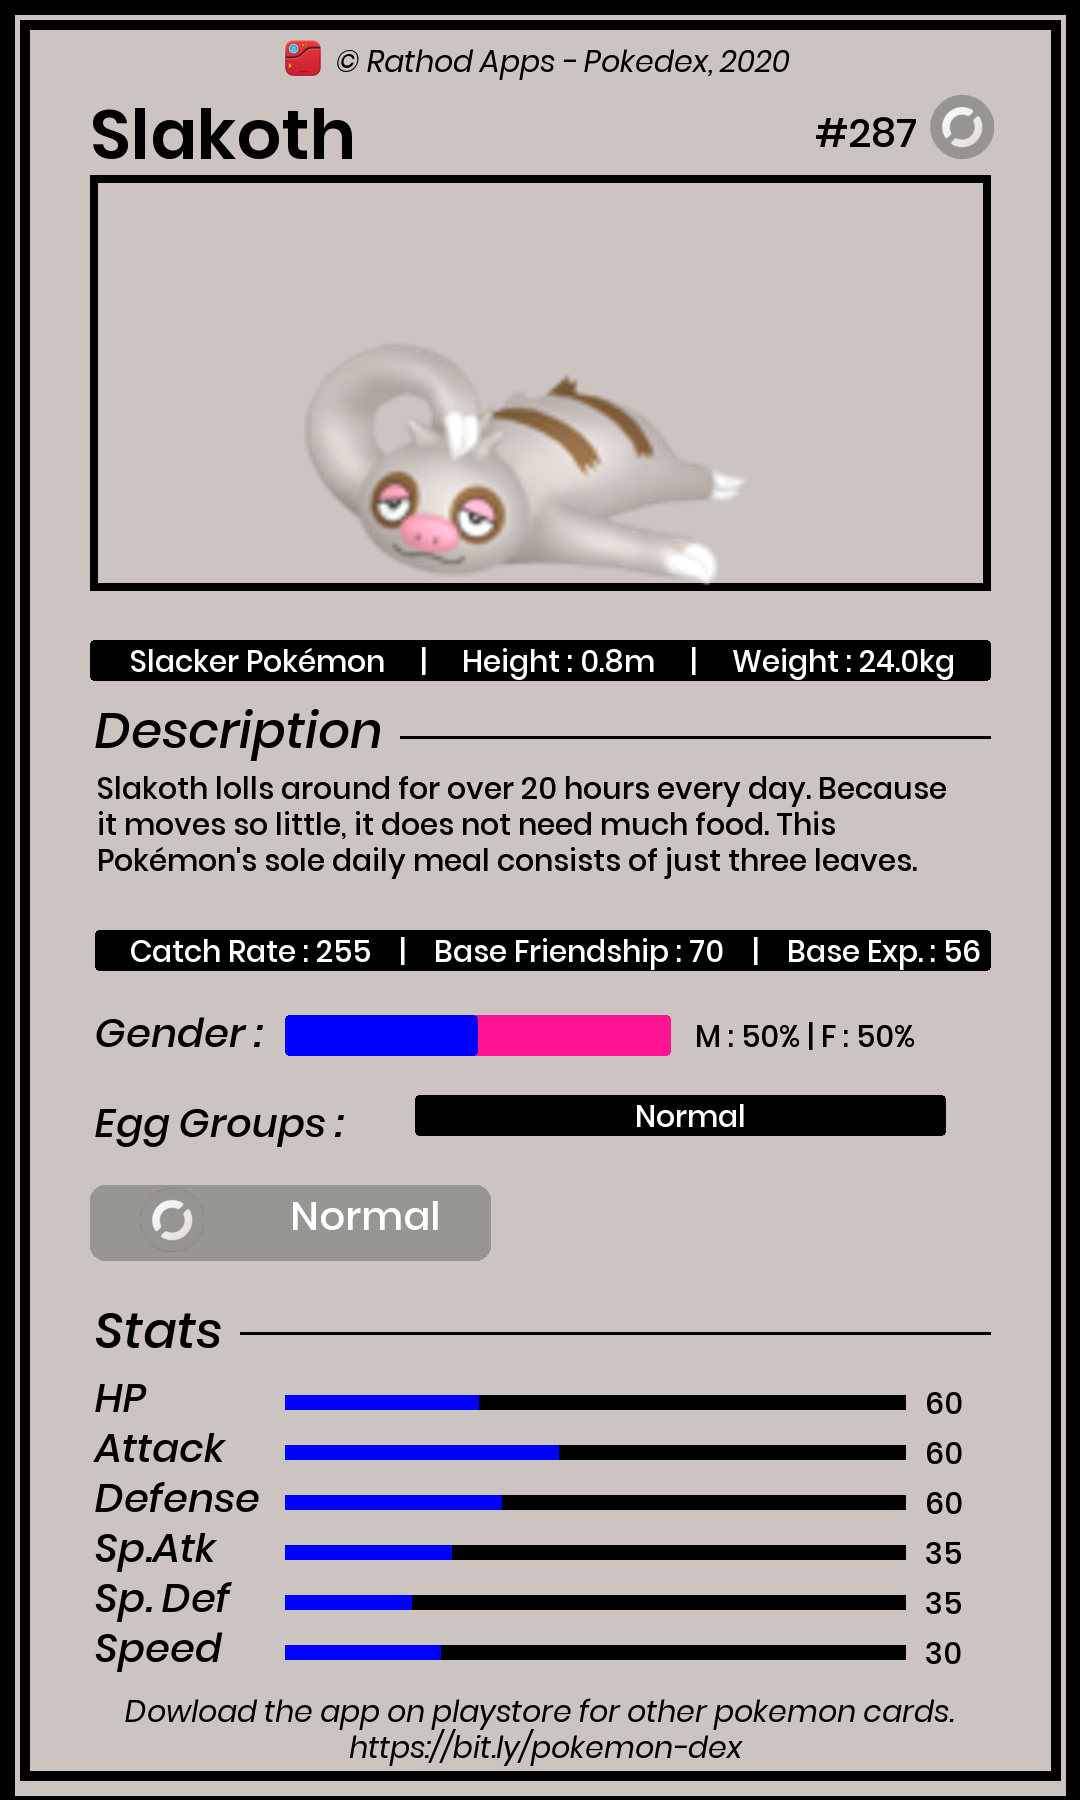 © Rathod Apps - Pokedex, 2020
Slakoth
#287
Slacker Pokémon | Height : 0.8m | Weight : 24.0kg
Description
Slakoth lolls around for over 20 hours every day. Because
it moves so little, it does not need much food. This
Pokémon's sole daily meal consists of just three leaves.
Catch Rate : 255 | Base Friendship : 70 | Base Exp. : 56
Gender : M : 50% | F : 50%
Egg Groups : Normal
Normal
Stats
HP 60
Attack 60
Defense 60
Sp.Atk 35
Sp. Def 35
Speed 30
Dowload the app on playstore for other pokemon cards.
https://bit.ly/pokemon-dex